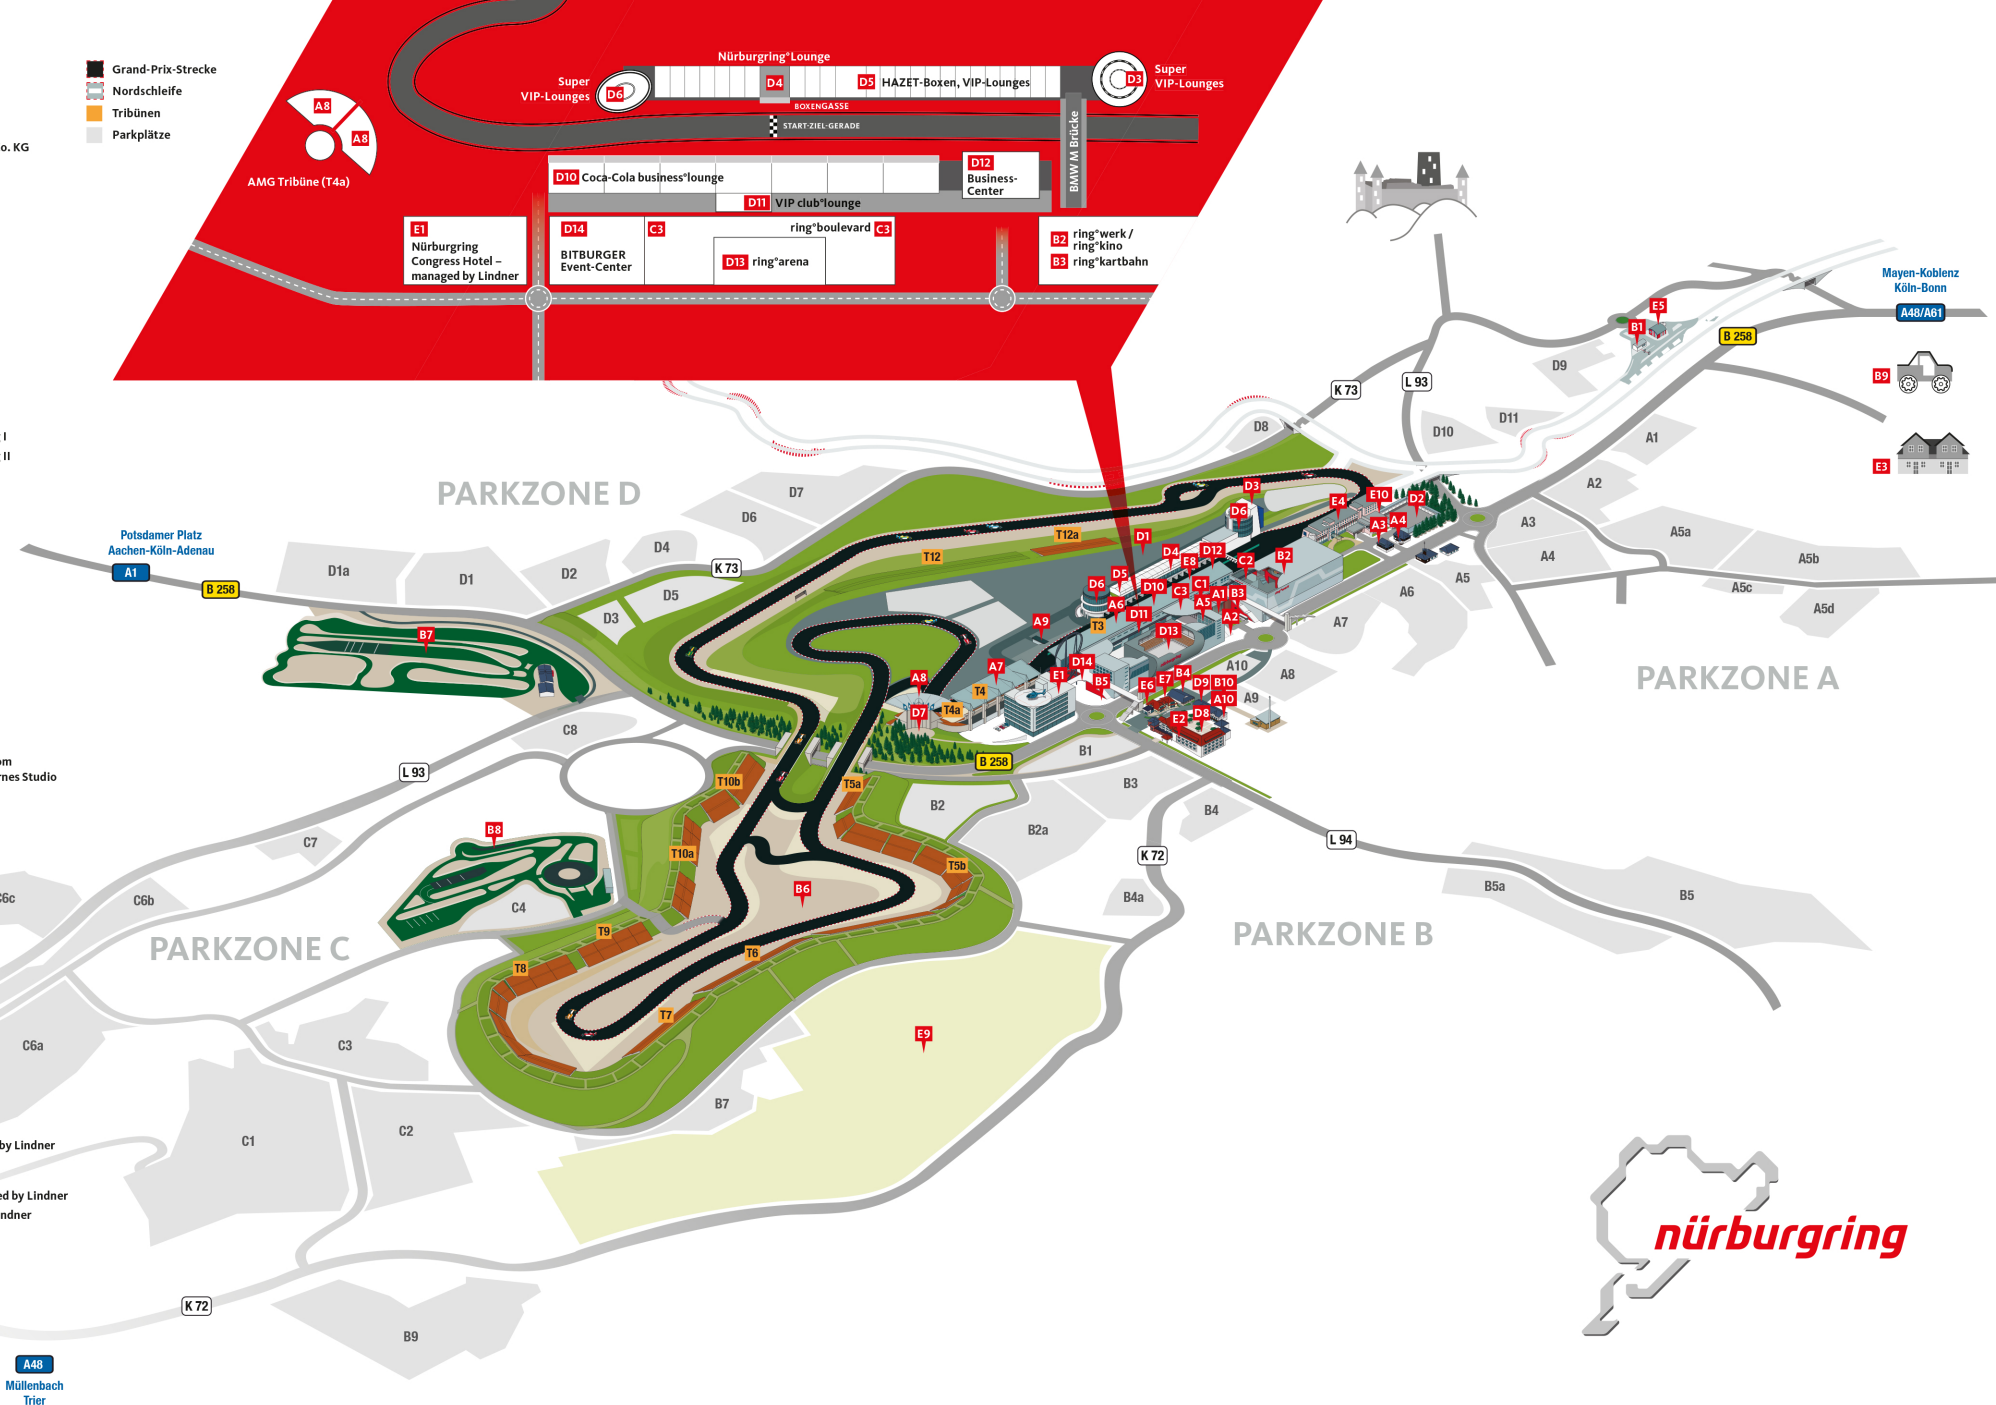 Grand-Prix-Strecke
Nordschleife
Tribünen
Parkplätze
o. KG
A8
A8
AMG Tribüne (T4a)
Nürburgring°Lounge
Super
VIP-Lounges
D6
D4
D5 HAZET-Boxen, VIP-Lounges
D3
Super
VIP-Lounges
BOXENGASSE
START-ZIEL-GERADE
BMW M Brücke
D10 Coca-Cola business°lounge
D12
Business-
Center
D11 VIP club°lounge
E1
Nürburgring
Congress Hotel –
managed by Lindner
D14
BITBURGER
Event-Center
C3
ring°boulevard C3
D13 ring°arena
B2 ring°werk /
ring°kino
B3 ring°kartbahn
Mayen-Koblenz
Köln-Bonn
A48/A61
B 258
E5
B1
D9
B9
E3
K 73
L 93
D8
D10
D11
A1
A2
A3
A4
A5a
A5b
A5c
A5d
A5
A6
A7
A8
A9
A10
PARKZONE A
I
II
PARKZONE D
D7
D6
D4
D5
D3
D2
D1
D1a
K 73
Potsdamer Platz
Aachen-Köln-Adenau
A1
B 258
B7
T12
T12a
D1
D3
D6
E4
E10
D2
A3
A4
D4
D12
E8
C2
B2
D5
D6
D10
C3
C1
A5
A1
B3
A6
D11
A2
T3
D13
A9
A7
D14
E1
B5
A8
D7
T4
T4a
E6
E7
B4
D9
B10
A10
E2
D8
B 258
B1
B2
B2a
B3
B4
B4a
K 72
L 94
B5a
B5
PARKZONE B
C8
L 93
om
rnes Studio
T10b
T5a
B8
C7
T10a
T5b
B6
C6c
C6b
C4
PARKZONE C
T9
T8
T6
T7
E9
C6a
C3
B7
C1
C2
by Lindner
ed by Lindner
ndner
nürburgring
K 72
B9
A48
Müllenbach
Trier